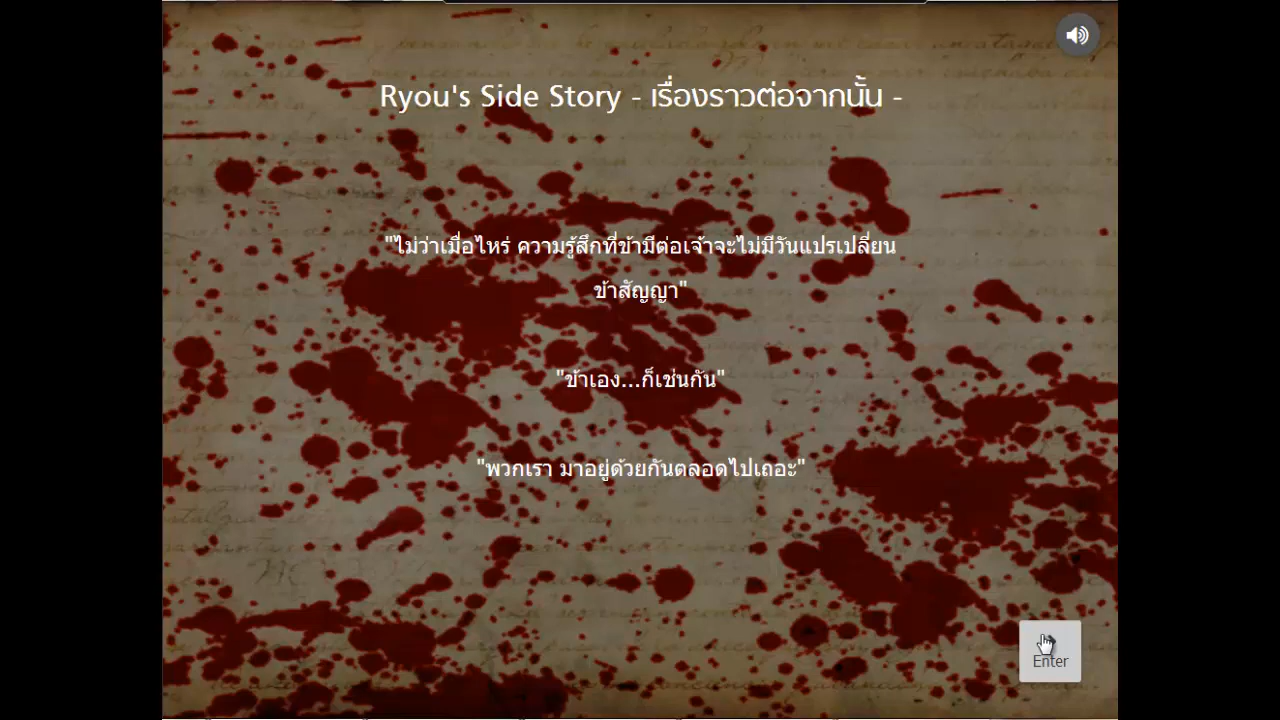 Ryou's Side Story - เรื่องราวต่อจากนั้น -
"ไม่ว่าเมื่อไหร่ ความรู้สึกที่ข้ามีต่อเจ้าจะไม่มีวันแปรเปลี่ยน
ข้าสัญญา"
"ข้าเอง...ก็เช่นกัน"
"พวกเรา มาอยู่ด้วยกันตลอดไปเถอะ"
Enter